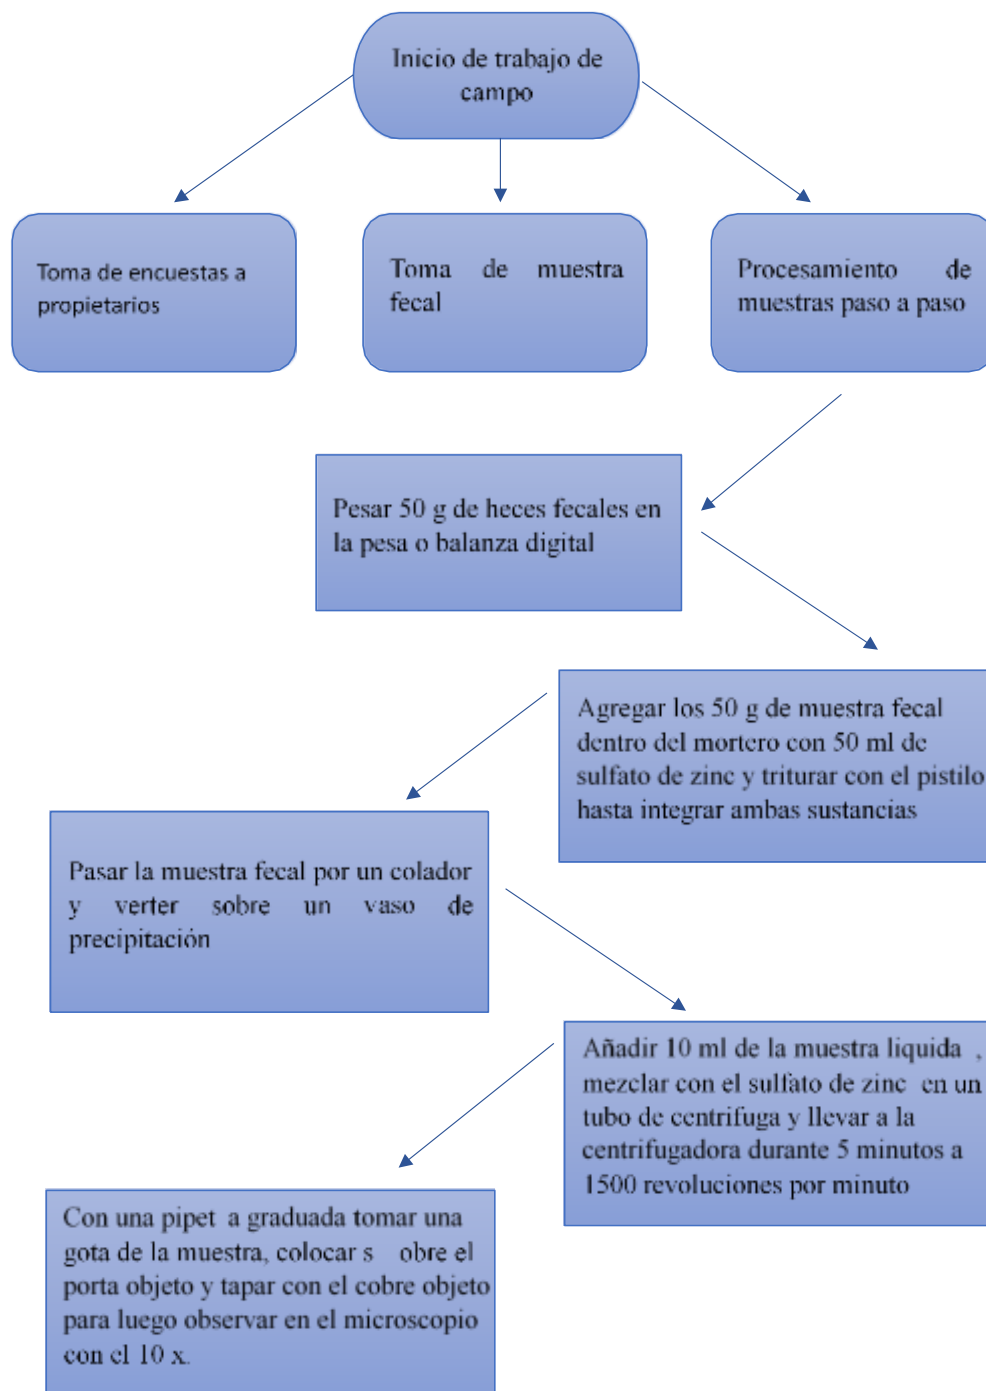 Inicio de trabajo de
campo
Toma de encuestas a
propietarios
Toma de muestra
fecal
Procesamiento de
muestras paso a paso
Pesar 50 g de heces fecales en
la pesa o balanza digital
Agregar los 50 g de muestra fecal
dentro del mortero con 50 ml de
sulfato de zinc y triturar con el pistilo
hasta integrar ambas sustancias
Pasar la muestra fecal por un colador
y verter sobre un vaso de
precipitación
Añadir 10 ml de la muestra liquida ,
mezclar con el sulfato de zinc en un
tubo de centrifuga y llevar a la
centrifugadora durante 5 minutos a
1500 revoluciones por minuto
Con una pipet a graduada tomar una
gota de la muestra, colocar s obre el
porta objeto y tapar con el cobre objeto
para luego observar en el microscopio
con el 10 x.